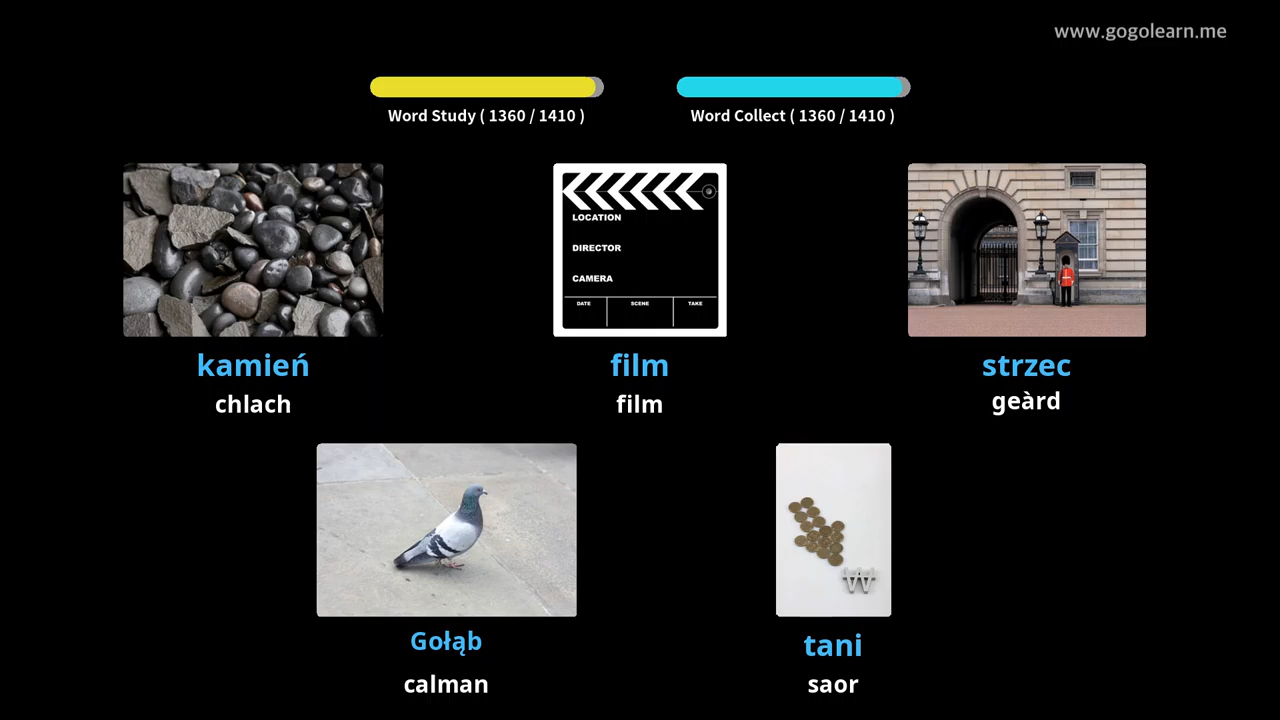 www.gogolearn.me
Word Study ( 1360 / 1410 )
Word Collect ( 1360 / 1410 )
LOCATION
DIRECTOR
CAMERA
DATE SCENE TAKE
kamień
film
strzec
chlach
film
geàrd
₩
Gołąb
tani
calman
saor